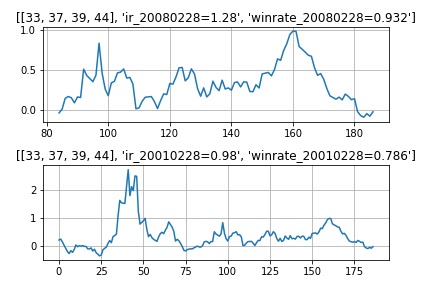 [[33, 37, 39, 44], 'ir_20080228=1.28', 'winrate_20080228=0.932']
1.0
0.5
0.0
80 100 120 140 160 180
[[33, 37, 39, 44], 'ir_20010228=0.98', 'winrate_20010228=0.786']
2
1
0
0 25 50 75 100 125 150 175